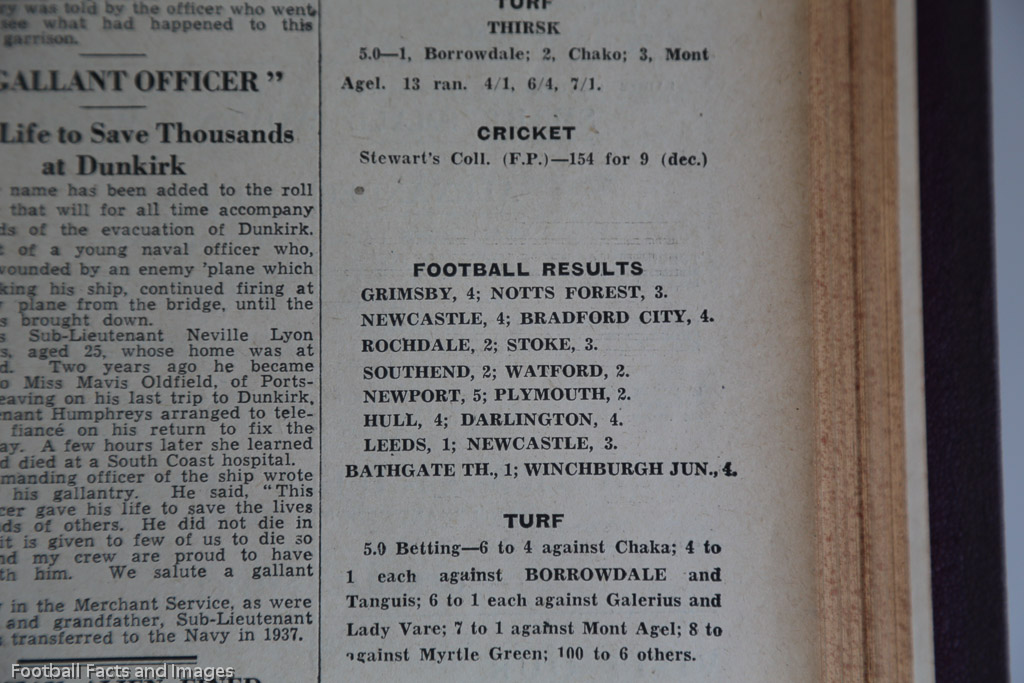 ry was told by the officer who went
see what had happened to this
garrison.
GALLANT OFFICER "
Life to Save Thousands
at Dunkirk
name has been added to the roll
that will for all time accompany
ds of the evacuation of Dunkirk.
of a young naval officer who,
wounded by an enemy 'plane which
king his ship, continued firing at
plane from the bridge, until the
s brought down.
s Sub-Lieutenant Neville Lyon
s, aged 25, whose home was at
d. Two years ago he became
o Miss Mavis Oldfield, of Ports-
eaving on his last trip to Dunkirk,
nant Humphreys arranged to tele-
fiancé on his return to fix the
ay. A few hours later she learned
d died at a South Coast hospital.
manding officer of the ship wrote
his gallantry. He said, "This
cer gave his life to save the lives
ds of others. He did not die in
it is given to few of us to die so
nd my crew are proud to have
th him. We salute a gallant
in the Merchant Service, as were
and grandfather, Sub-Lieutenant
transferred to the Navy in 1937.
TURF
THIRSK
5.0—1, Borrowdale; 2, Chako; 3, Mont
Agel. 13 ran. 4/1, 6/4, 7/1.
CRICKET
Stewart's Coll. (F.P.)—154 for 9 (dec.)
FOOTBALL RESULTS
GRIMSBY, 4; NOTTS FOREST, 3.
NEWCASTLE, 4; BRADFORD CITY, 4.
ROCHDALE, 2; STOKE, 3.
SOUTHEND, 2; WATFORD, 2.
NEWPORT, 5; PLYMOUTH, 2.
HULL, 4; DARLINGTON, 4.
LEEDS, 1; NEWCASTLE, 3.
BATHGATE TH., 1; WINCHBURGH JUN., 4.
TURF
5.0 Betting—6 to 4 against Chaka; 4 to
1 each against BORROWDALE and
Tanguis; 6 to 1 each against Galerius and
Lady Vare; 7 to 1 against Mont Agel; 8 to
against Myrtle Green; 100 to 6 others.
Football Facts and Images